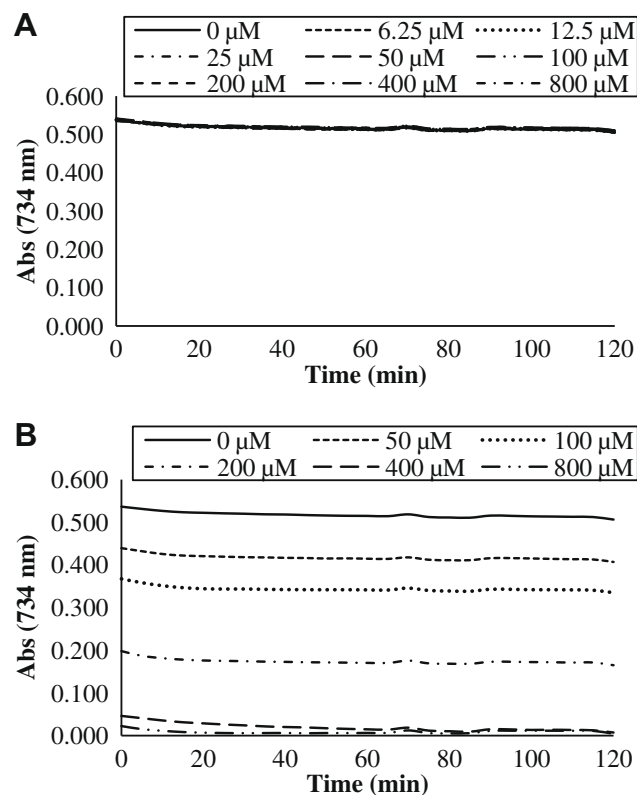 A
0 µM 6.25 µM 12.5 µM
25 µM 50 µM 100 µM
200 µM 400 µM 800 µM
0.600
0.500
0.400
0.300
0.200
0.100
0.000
Abs (734 nm)
0 20 40 60 80 100 120
Time (min)
B
0 µM 50 µM 100 µM
200 µM 400 µM 800 µM
0.600
0.500
0.400
0.300
0.200
0.100
0.000
Abs (734 nm)
0 20 40 60 80 100 120
Time (min)